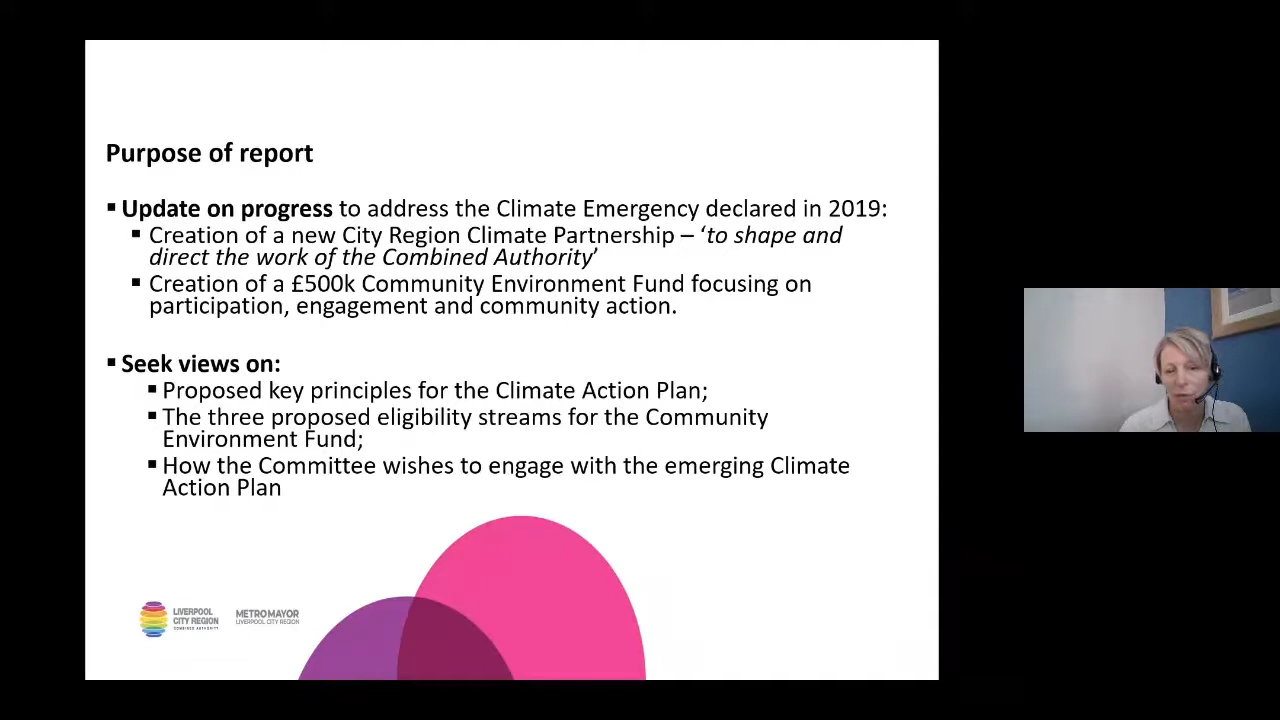 Purpose of report
▪ Update on progress to address the Climate Emergency declared in 2019:
▪ Creation of a new City Region Climate Partnership – ‘to shape and
direct the work of the Combined Authority’
▪ Creation of a £500k Community Environment Fund focusing on
participation, engagement and community action.
▪ Seek views on:
▪ Proposed key principles for the Climate Action Plan;
▪ The three proposed eligibility streams for the Community
Environment Fund;
▪ How the Committee wishes to engage with the emerging Climate
Action Plan
LIVERPOOL
CITY REGION
COMBINED AUTHORITY
METRO MAYOR
LIVERPOOL CITY REGION